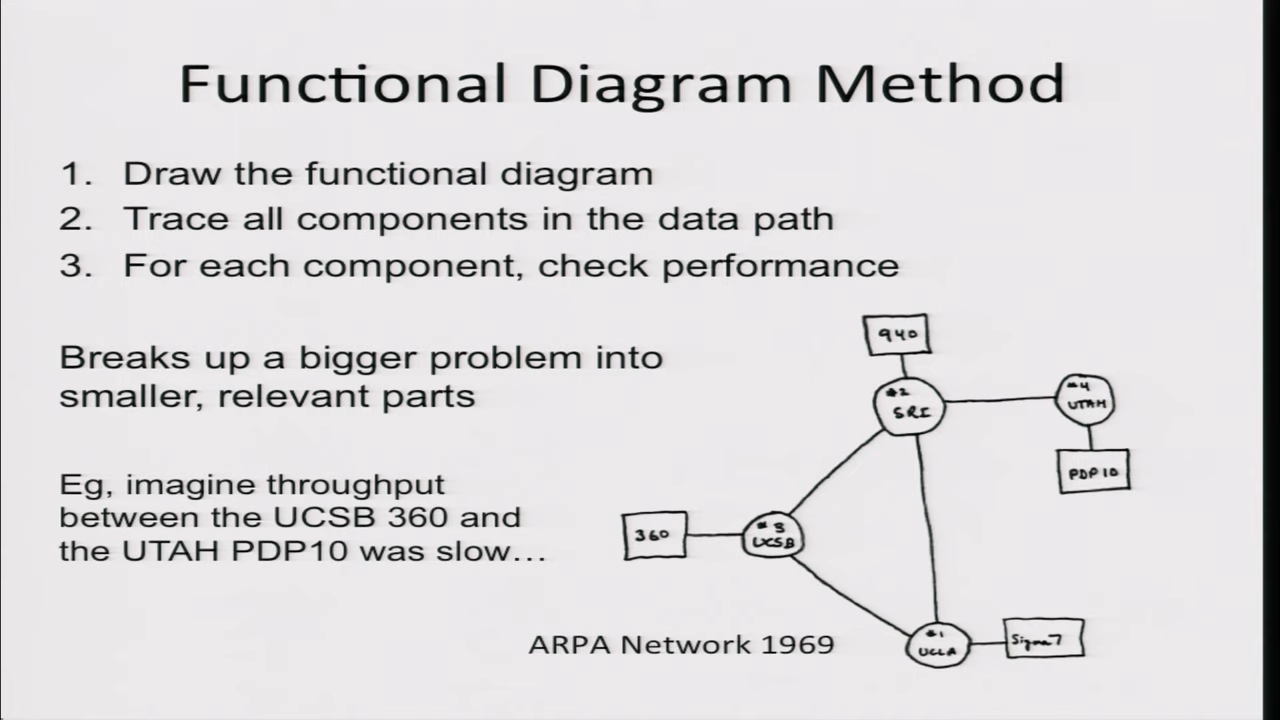 Functional Diagram Method
1. Draw the functional diagram
2. Trace all components in the data path
3. For each component, check performance
Breaks up a bigger problem into
smaller, relevant parts
Eg, imagine throughput
between the UCSB 360 and
the UTAH PDP10 was slow…
940
#2
SRI
#4
UTAH
PDP 10
360
#3
UCSB
#1
UCLA
Sigma 7
ARPA Network 1969